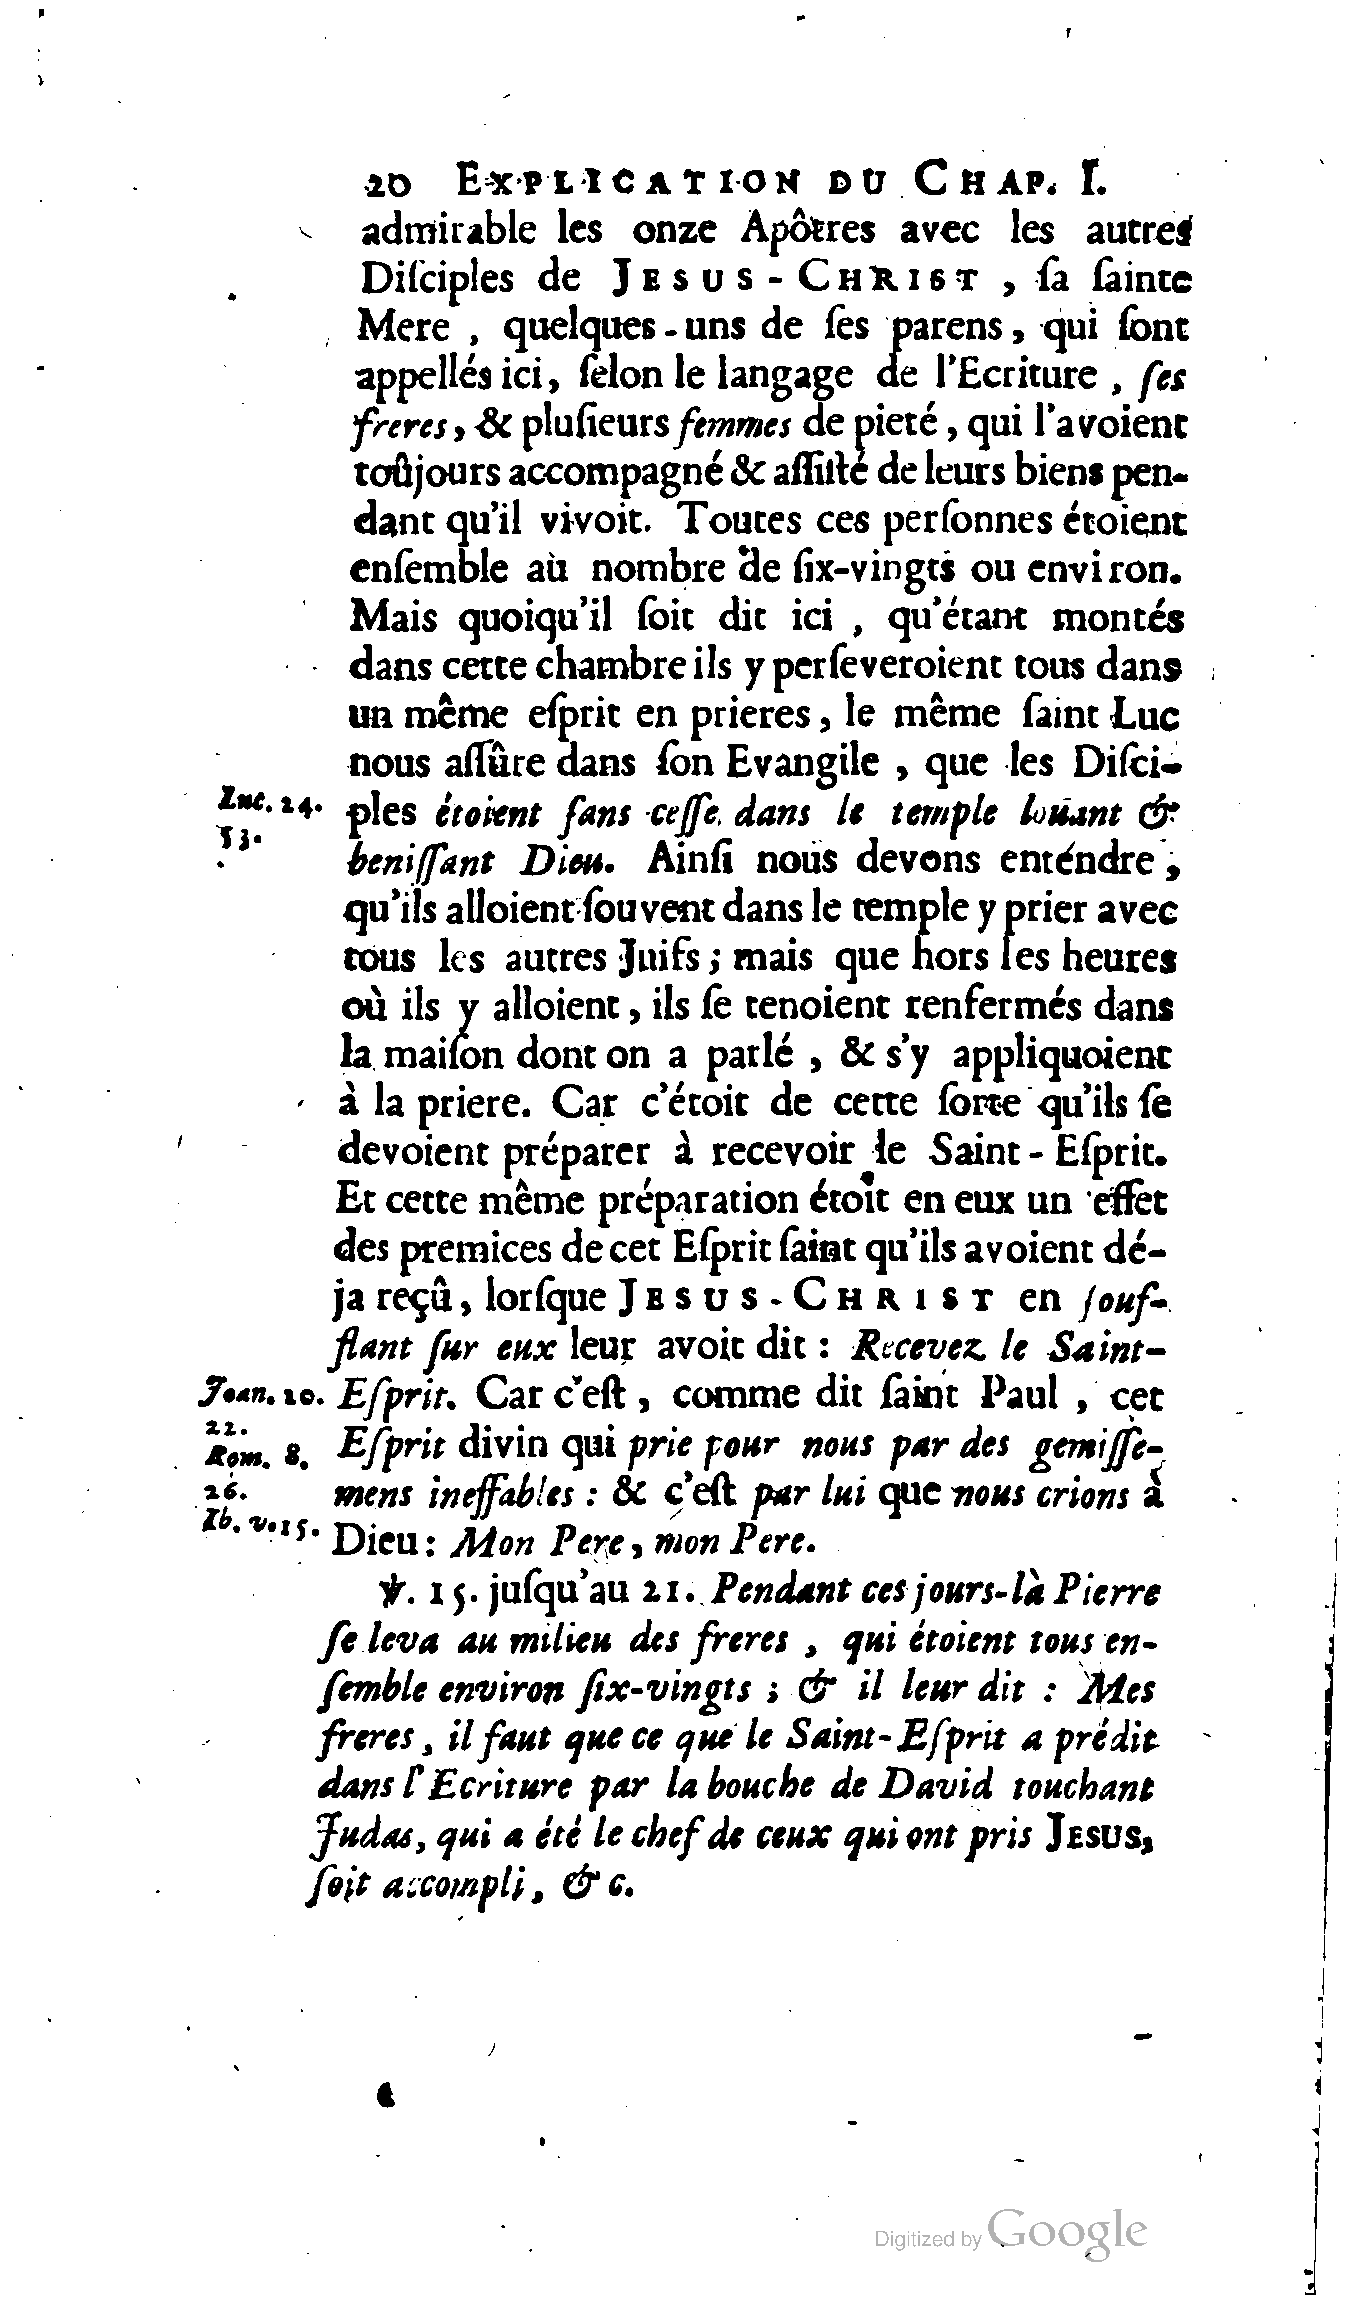 20 EXPLICATION DU CHAP. I.
admirable les onze Apôtres avec les autres
Diſciples de JESUS-CHRIST, ſa ſainte
Mere, quelques-uns de ſes parens, qui ſont
appellés ici, ſelon le langage de l'Ecriture, ſes
freres, & pluſieurs femmes de pieté, qui l'avoient
toûjours accompagné & aſſiſté de leurs biens pen-
dant qu'il vivoit. Toutes ces perſonnes étoient
enſemble au nombre de ſix-vingts ou environ.
Mais quoiqu'il ſoit dit ici, qu'étant montés
dans cette chambre ils y perſeveroient tous dans
un même eſprit en prieres, le même ſaint Luc
nous aſſûre dans ſon Evangile, que les Diſci-
Luc. 24. ples étoient ſans ceſſe dans le temple loüant &
53. beniſſant Dieu. Ainſi nous devons entendre,
qu'ils alloient ſouvent dans le temple y prier avec
tous les autres Juifs; mais que hors les heures
où ils y alloient, ils ſe tenoient renfermés dans
la maiſon dont on a parlé, & s'y appliquoient
à la priere. Car c'étoit de cette ſorte qu'ils ſe
devoient préparer à recevoir le Saint-Eſprit.
Et cette même préparation étoit en eux un effet
des premices de cet Eſprit ſaint qu'ils avoient dé-
ja reçû, lorſque JESUS-CHRIST en ſouf-
flant ſur eux leur avoit dit : Recevez le Saint-
Joan. 20. Eſprit. Car c'eſt, comme dit ſaint Paul, cet
22.
Rom. 8. Eſprit divin qui prie pour nous par des gemiſſe-
26. mens ineffables : & c'eſt par lui que nous crions à
Ib. v. 15. Dieu : Mon Pere, mon Pere.
℣. 15. juſqu'au 21. Pendant ces jours-là Pierre
ſe leva au milieu des freres, qui étoient tous en-
ſemble environ ſix-vingts ; & il leur dit : Mes
freres, il faut que ce que le Saint-Eſprit a prédit
dans l'Ecriture par la bouche de David touchant
Judas, qui a été le chef de ceux qui ont pris JESUS,
ſoit accompli, & c.
Digitized by Google